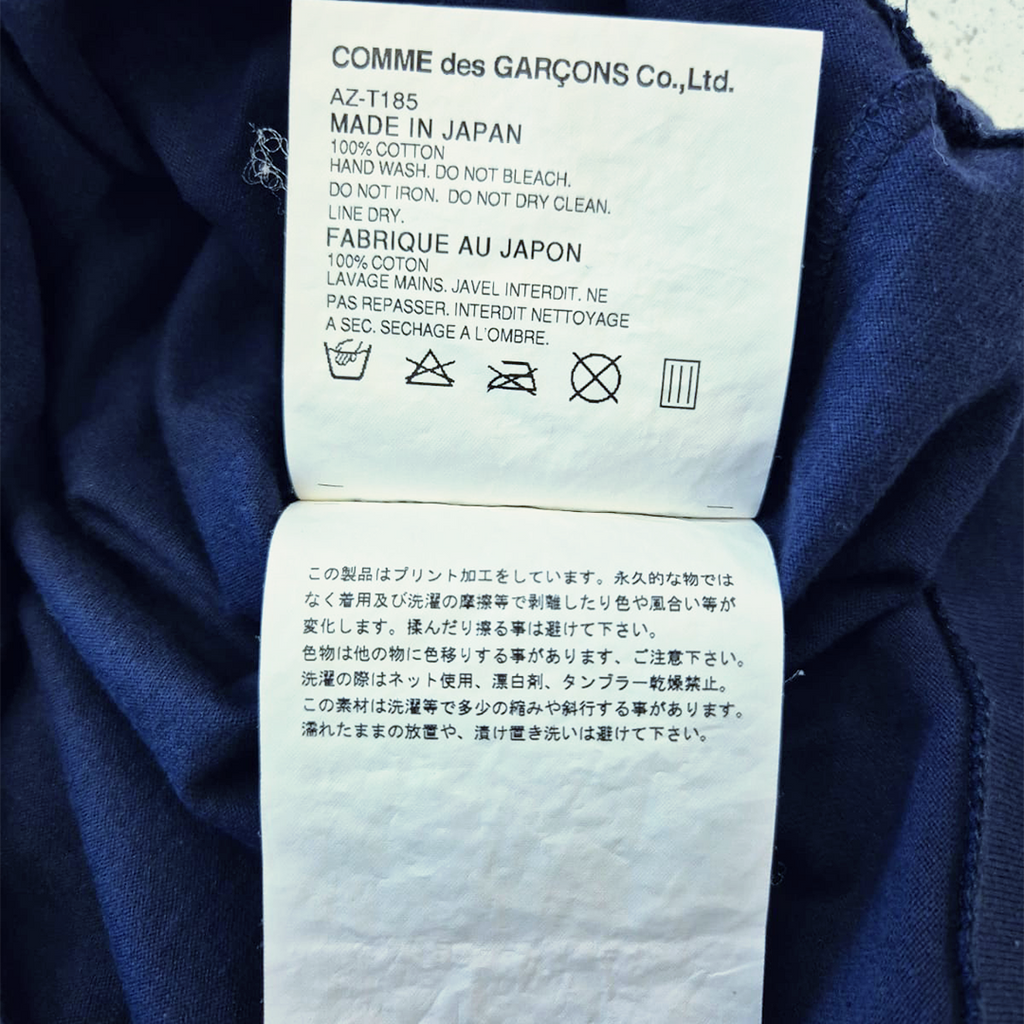 COMME des GARÇONS Co.,Ltd.
AZ-T185
MADE IN JAPAN
100% COTTON
HAND WASH. DO NOT BLEACH.
DO NOT IRON. DO NOT DRY CLEAN.
LINE DRY.
FABRIQUE AU JAPON
100% COTON
LAVAGE MAINS. JAVEL INTERDIT. NE
PAS REPASSER. INTERDIT NETTOYAGE
A SEC. SECHAGE A L'OMBRE.
この製品はプリント加工をしています。永久的な物では
なく着用及び洗濯の摩擦等で剥離したり色や風合い等が
変化します。揉んだり擦る事は避けて下さい。
色物は他の物に色移りする事があります、ご注意下さい。
洗濯の際はネット使用、漂白剤、タンブラー乾燥禁止。
この素材は洗濯等で多少の縮みや斜行する事があります。
濡れたままの放置や、漬け置き洗いは避けて下さい。